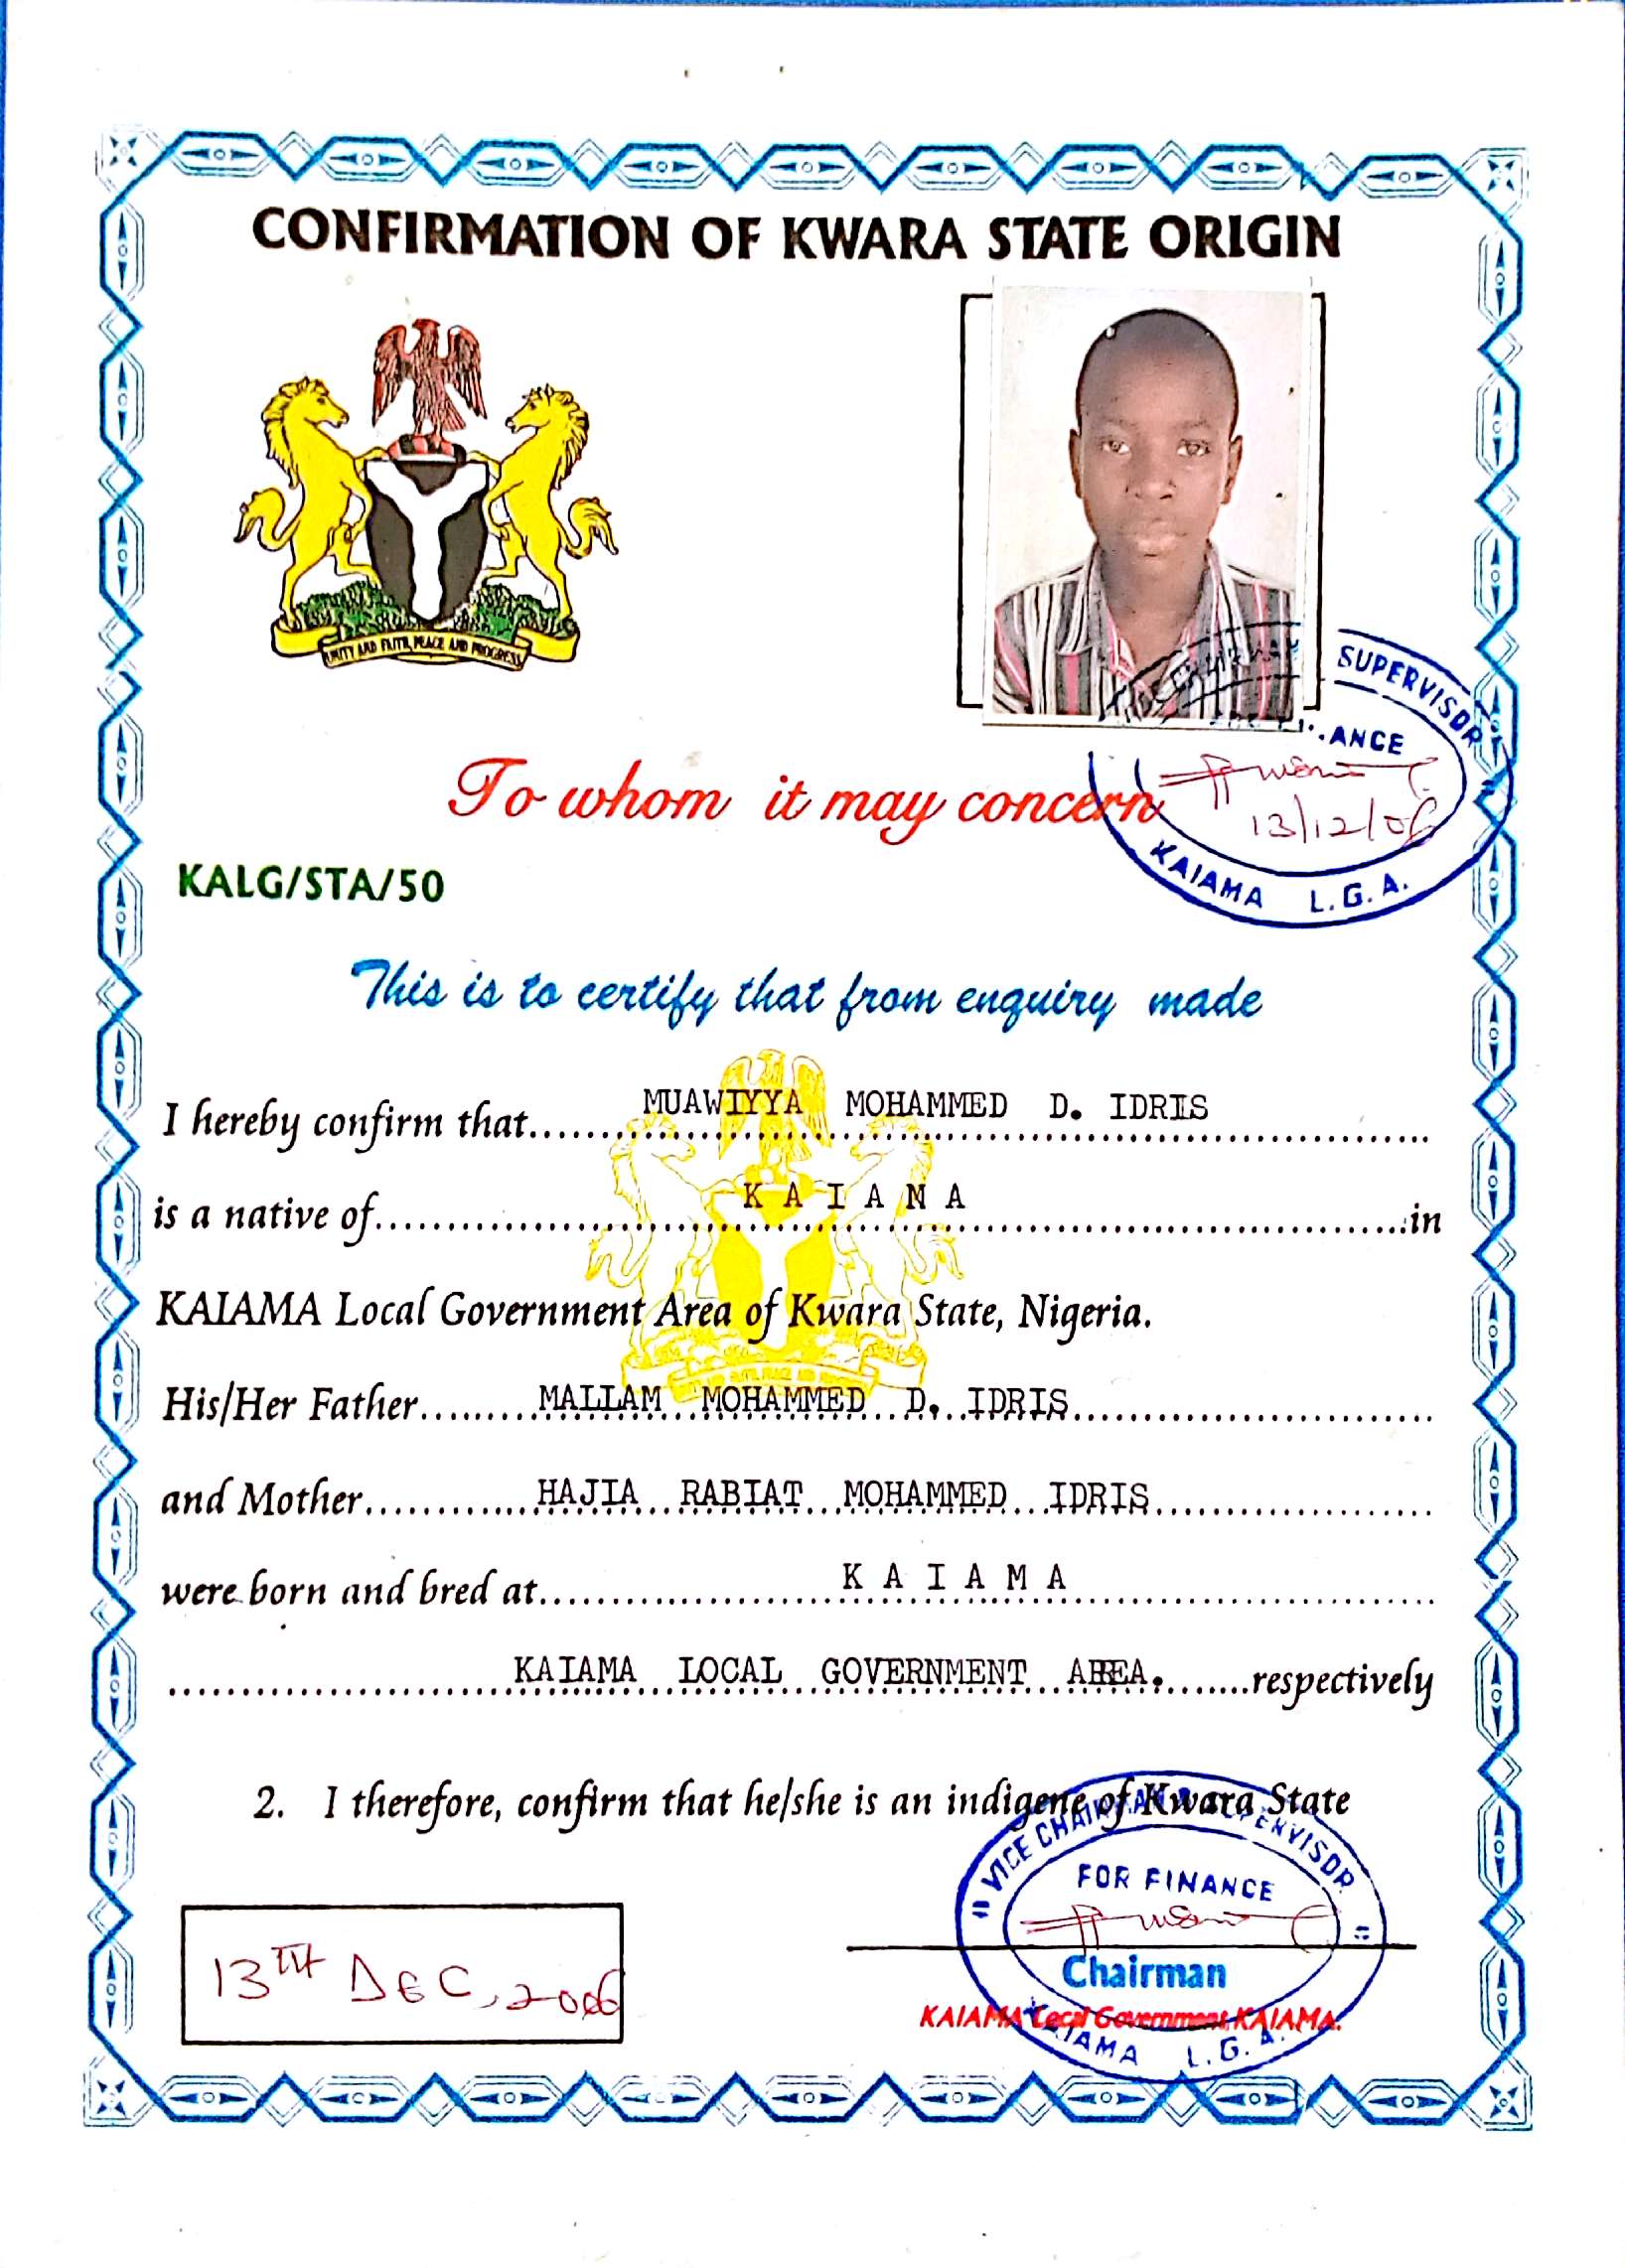 CONFIRMATION OF KWARA STATE ORIGIN
UNITY AND FAITH, PEACE AND PROGRESS
SUPERVISOR
ANCE
13/12/06
KAIAMA L.G.A.
To whom it may concern
KALG/STA/50
This is to certify that from enquiry made
I hereby confirm that MUAWIYYA MOHAMMED D. IDRIS
is a native of K A I A M A in
KAIAMA Local Government Area of Kwara State, Nigeria.
His/Her Father MALLAM MOHAMMED D. IDRIS
and Mother HAJIA RABIAT MOHAMMED IDRIS
were born and bred at K A I A M A
KAIAMA LOCAL GOVERNMENT AREA. respectively
2. I therefore, confirm that he/she is an indigene of Kwara State
"VICE CHAIRMAN & SUPERVISOR"
FOR FINANCE
13TH DEC, 2006
Chairman
KAIAMA Local Government KAIAMA.
KAIAMA L.G.A.